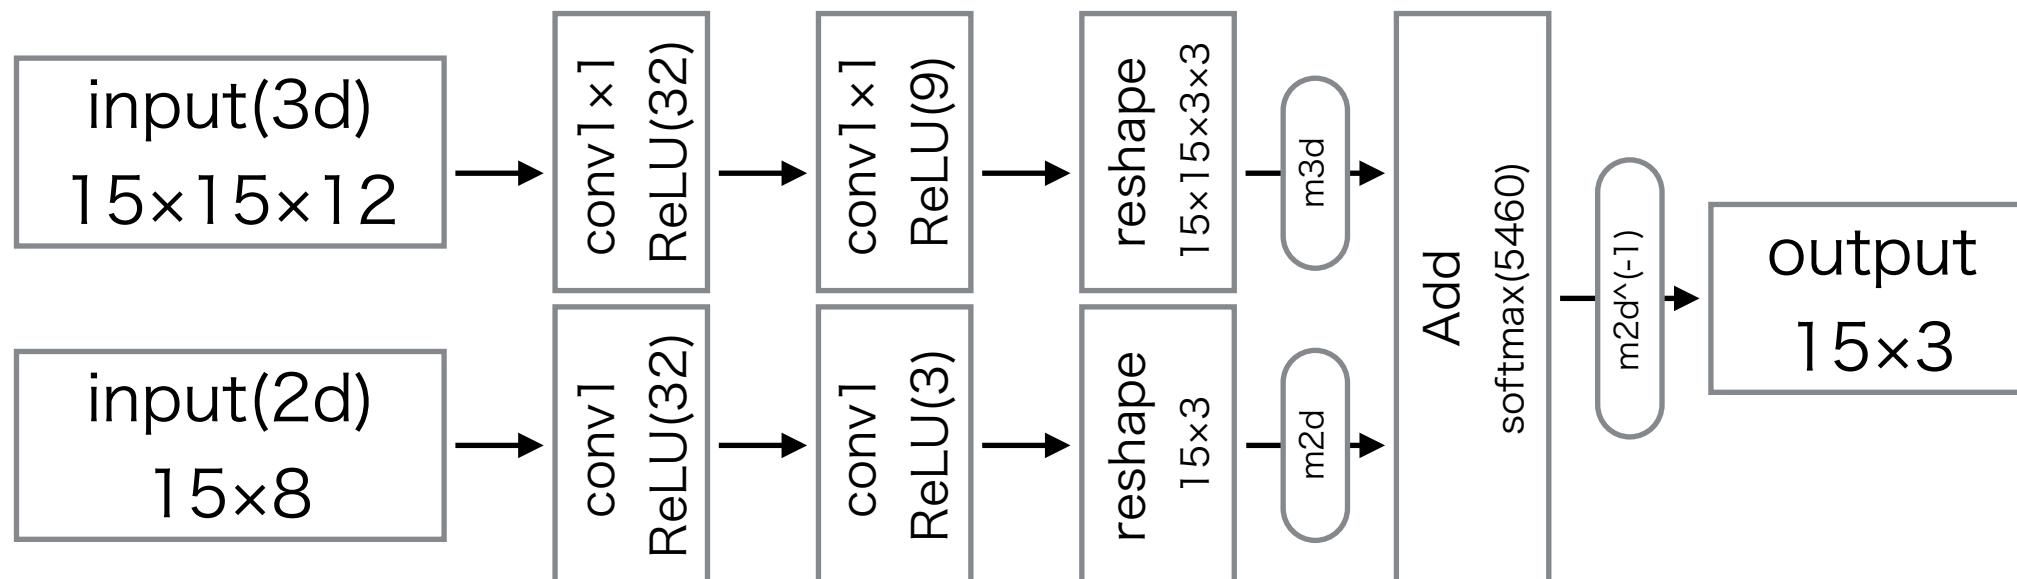 input(3d)
15×15×12
conv1×1
ReLU(32)
conv1×1
ReLU(9)
reshape
15×15×3×3
m3d
input(2d)
15×8
conv1
ReLU(32)
conv1
ReLU(3)
reshape
15×3
m2d
Add
softmax(5460)
m2d^(-1)
output
15×3